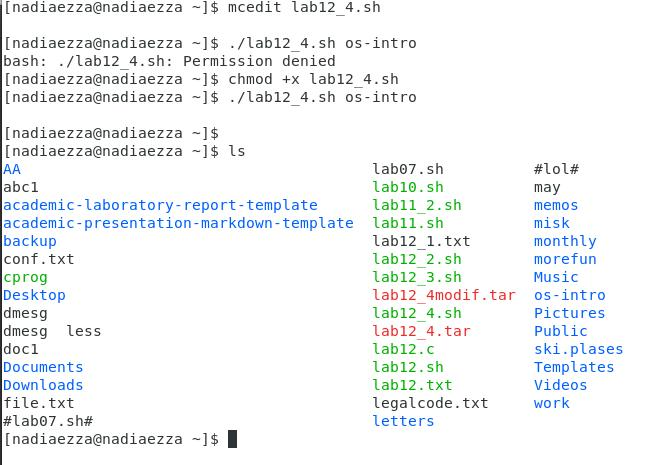 [nadiaezza@nadiaezza ~]$ mcedit lab12_4.sh
[nadiaezza@nadiaezza ~]$ ./lab12_4.sh os-intro
bash: ./lab12_4.sh: Permission denied
[nadiaezza@nadiaezza ~]$ chmod +x lab12_4.sh
[nadiaezza@nadiaezza ~]$ ./lab12_4.sh os-intro
[nadiaezza@nadiaezza ~]$
[nadiaezza@nadiaezza ~]$ ls
AA lab07.sh #lol#
abc1 lab10.sh may
academic-laboratory-report-template lab11_2.sh memos
academic-presentation-markdown-template lab11.sh misk
backup lab12_1.txt monthly
conf.txt lab12_2.sh morefun
cprog lab12_3.sh Music
Desktop lab12_4modif.tar os-intro
dmesg lab12_4.sh Pictures
dmesg  less lab12_4.tar Public
doc1 lab12.c ski.plases
Documents lab12.sh Templates
Downloads lab12.txt Videos
file.txt legalcode.txt work
#lab07.sh# letters
[nadiaezza@nadiaezza ~]$